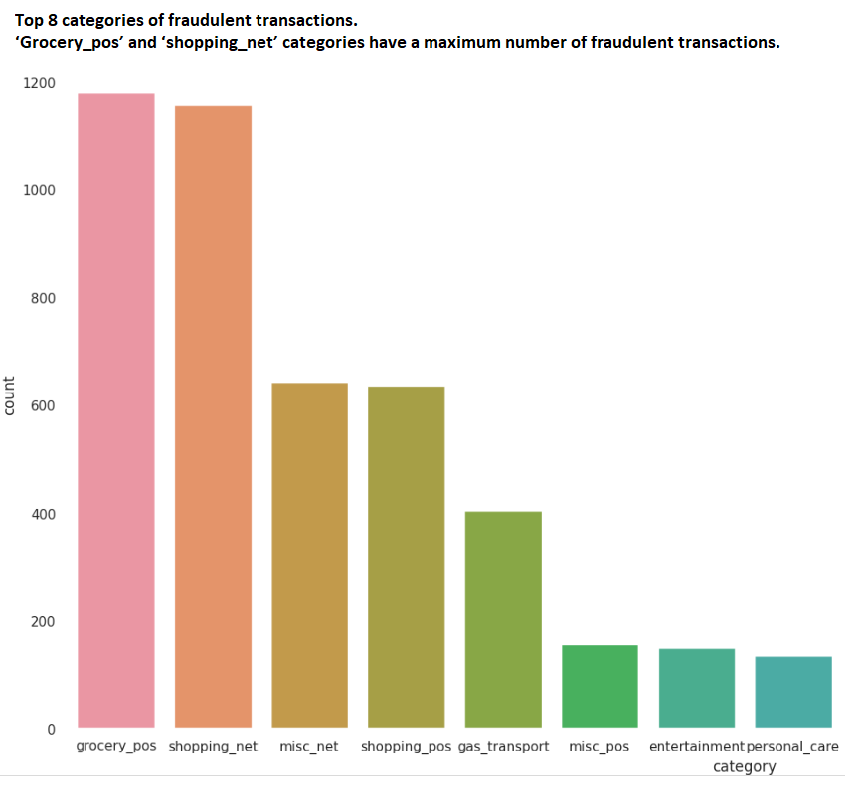 Top 8 categories of fraudulent transactions.
‘Grocery_pos’ and ‘shopping_net’ categories have a maximum number of fraudulent transactions.
1200
1000
800
600
400
200
0
count
grocery_pos shopping_net misc_net shopping_pos gas_transport misc_pos entertainment personal_care
category